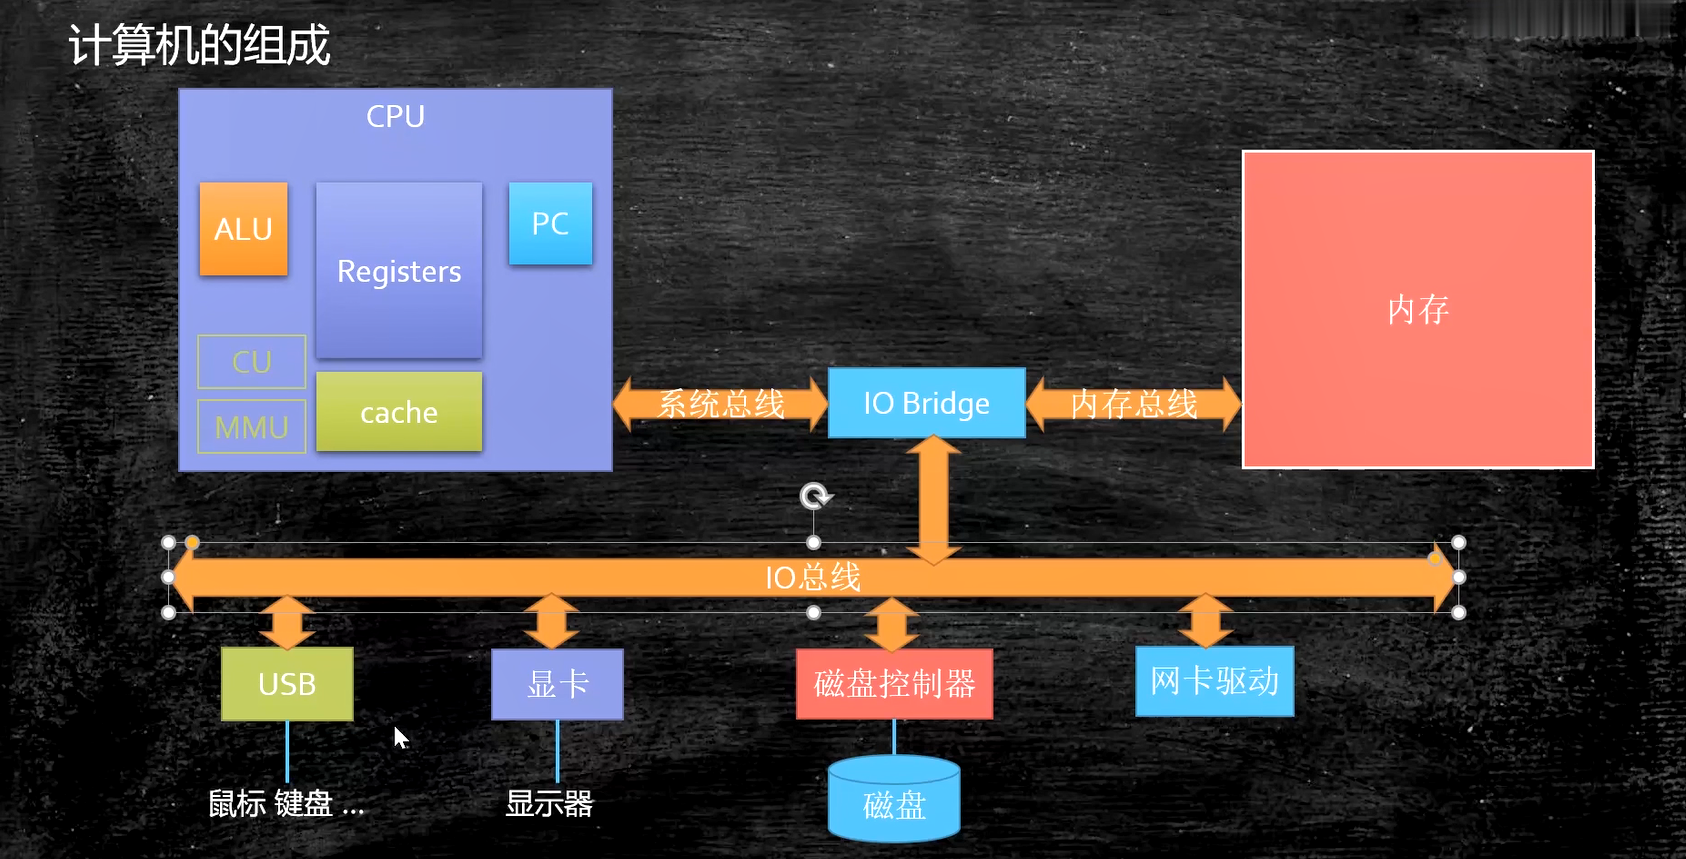 计算机的组成
CPU
ALU
Registers
PC
CU
MMU
cache
系统总线
IO Bridge
内存总线
内存
IO总线
USB
显卡
磁盘控制器
网卡驱动
鼠标 键盘 ...
显示器
磁盘